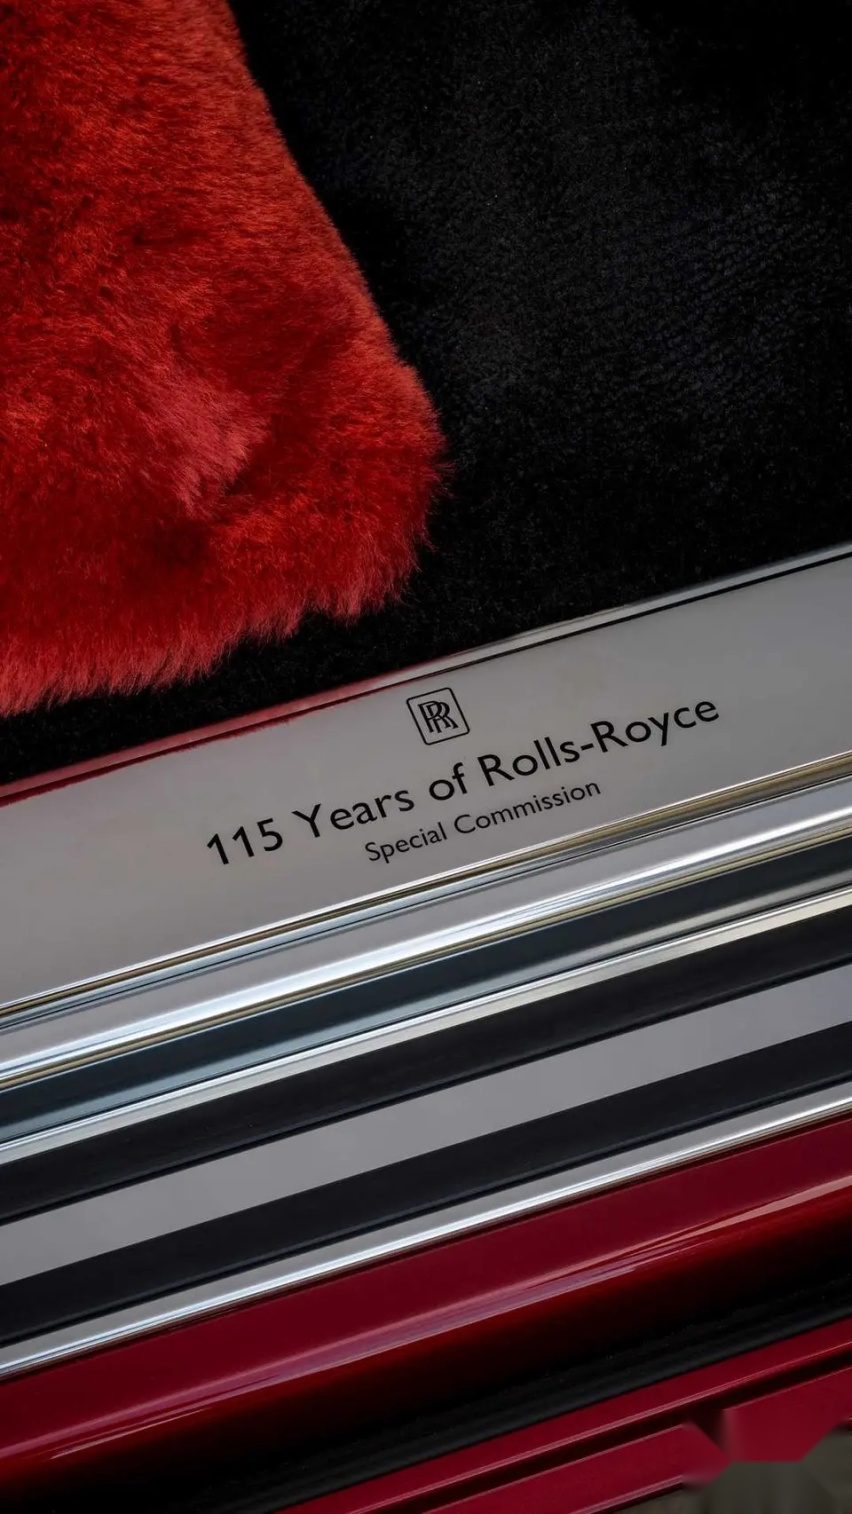 RR
115 Years of Rolls-Royce
Special Commission